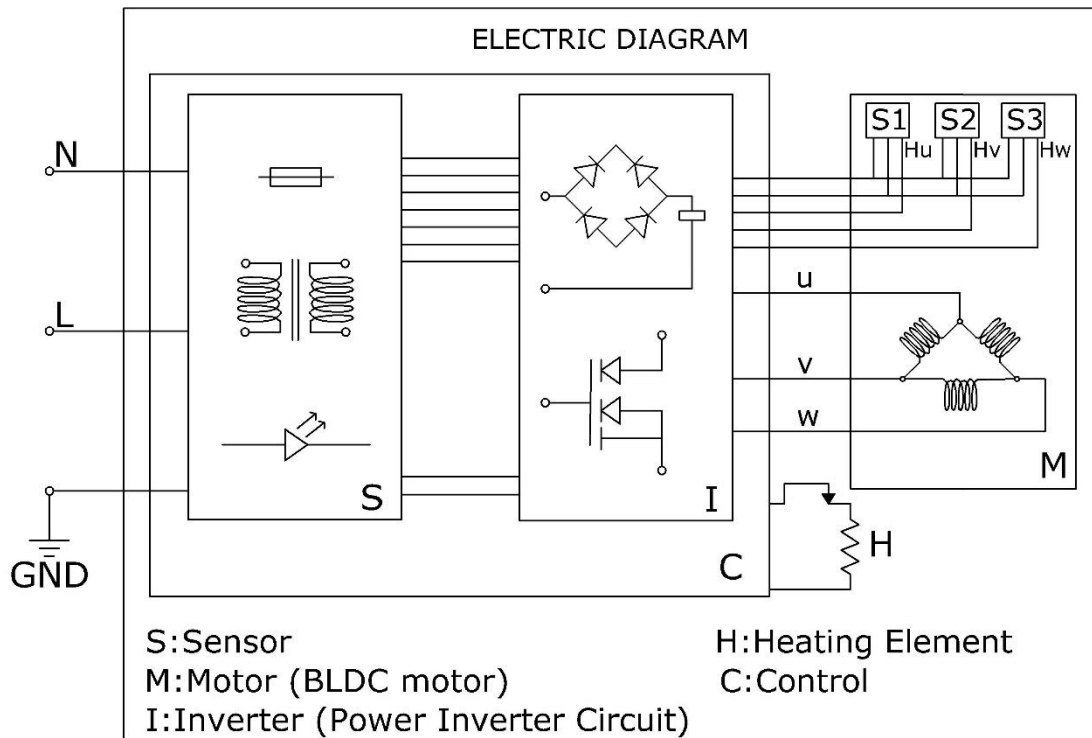 ELECTRIC DIAGRAM
N
L
GND
S
I
C
S1 S2 S3
Hu Hv Hw
u
v
w
M
H
S:Sensor
M:Motor (BLDC motor)
I:Inverter (Power Inverter Circuit)
H:Heating Element
C:Control